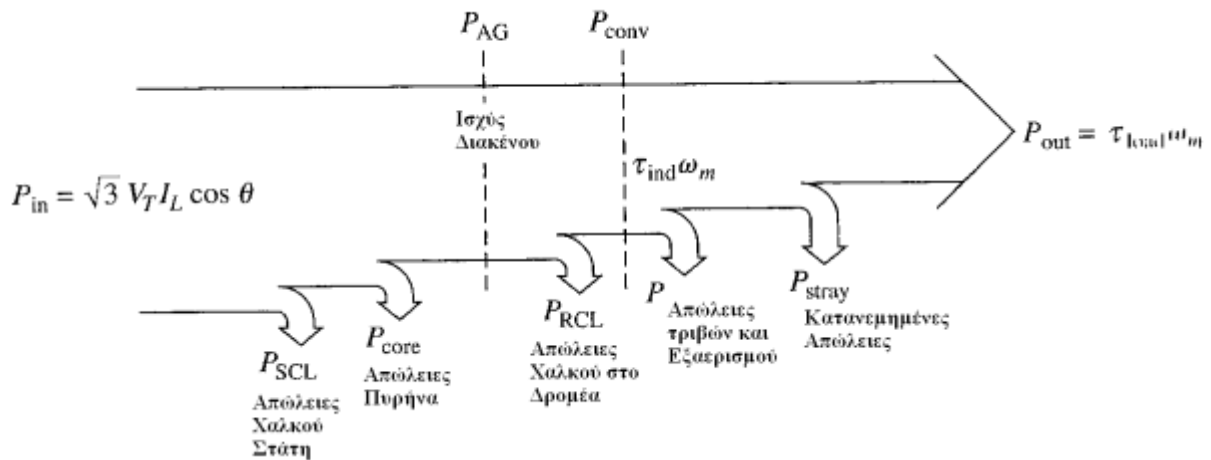 P_AG
P_conv
Ισχύς
Διακένου
P_out = τ_load ω_m
τ_ind ω_m
P_in = √3 V_T I_L cos θ
P_SCL
Απώλειες
Χαλκού
Στάτη
P_core
Απώλειες
Πυρήνα
P_RCL
Απώλειες
Χαλκού στο
Δρομέα
P
Απώλειες
τριβών και
Εξαερισμού
P_stray
Κατανεμημένες
Απώλειες